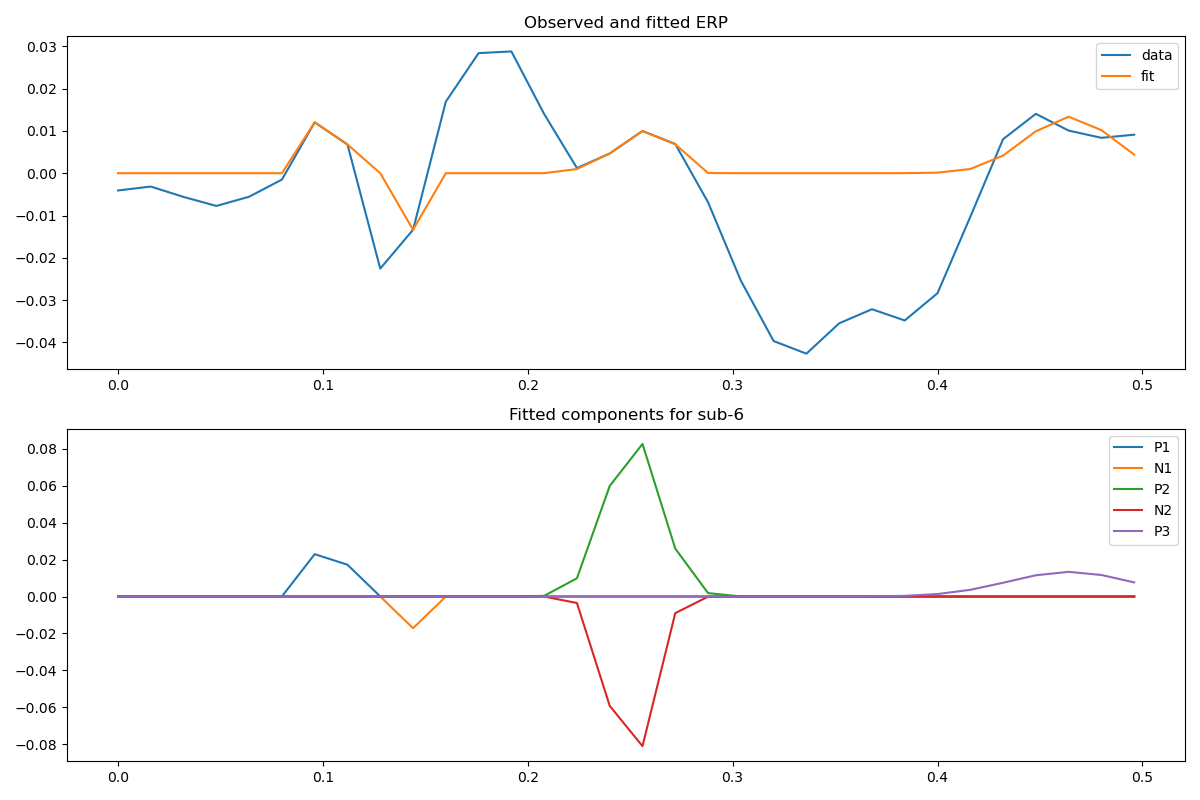 Observed and fitted ERP
0.03
0.02
0.01
0.00
−0.01
−0.02
−0.03
−0.04
data
fit
0.0 0.1 0.2 0.3 0.4 0.5
Fitted components for sub-6
0.08
0.06
0.04
0.02
0.00
−0.02
−0.04
−0.06
−0.08
P1
N1
P2
N2
P3
0.0 0.1 0.2 0.3 0.4 0.5